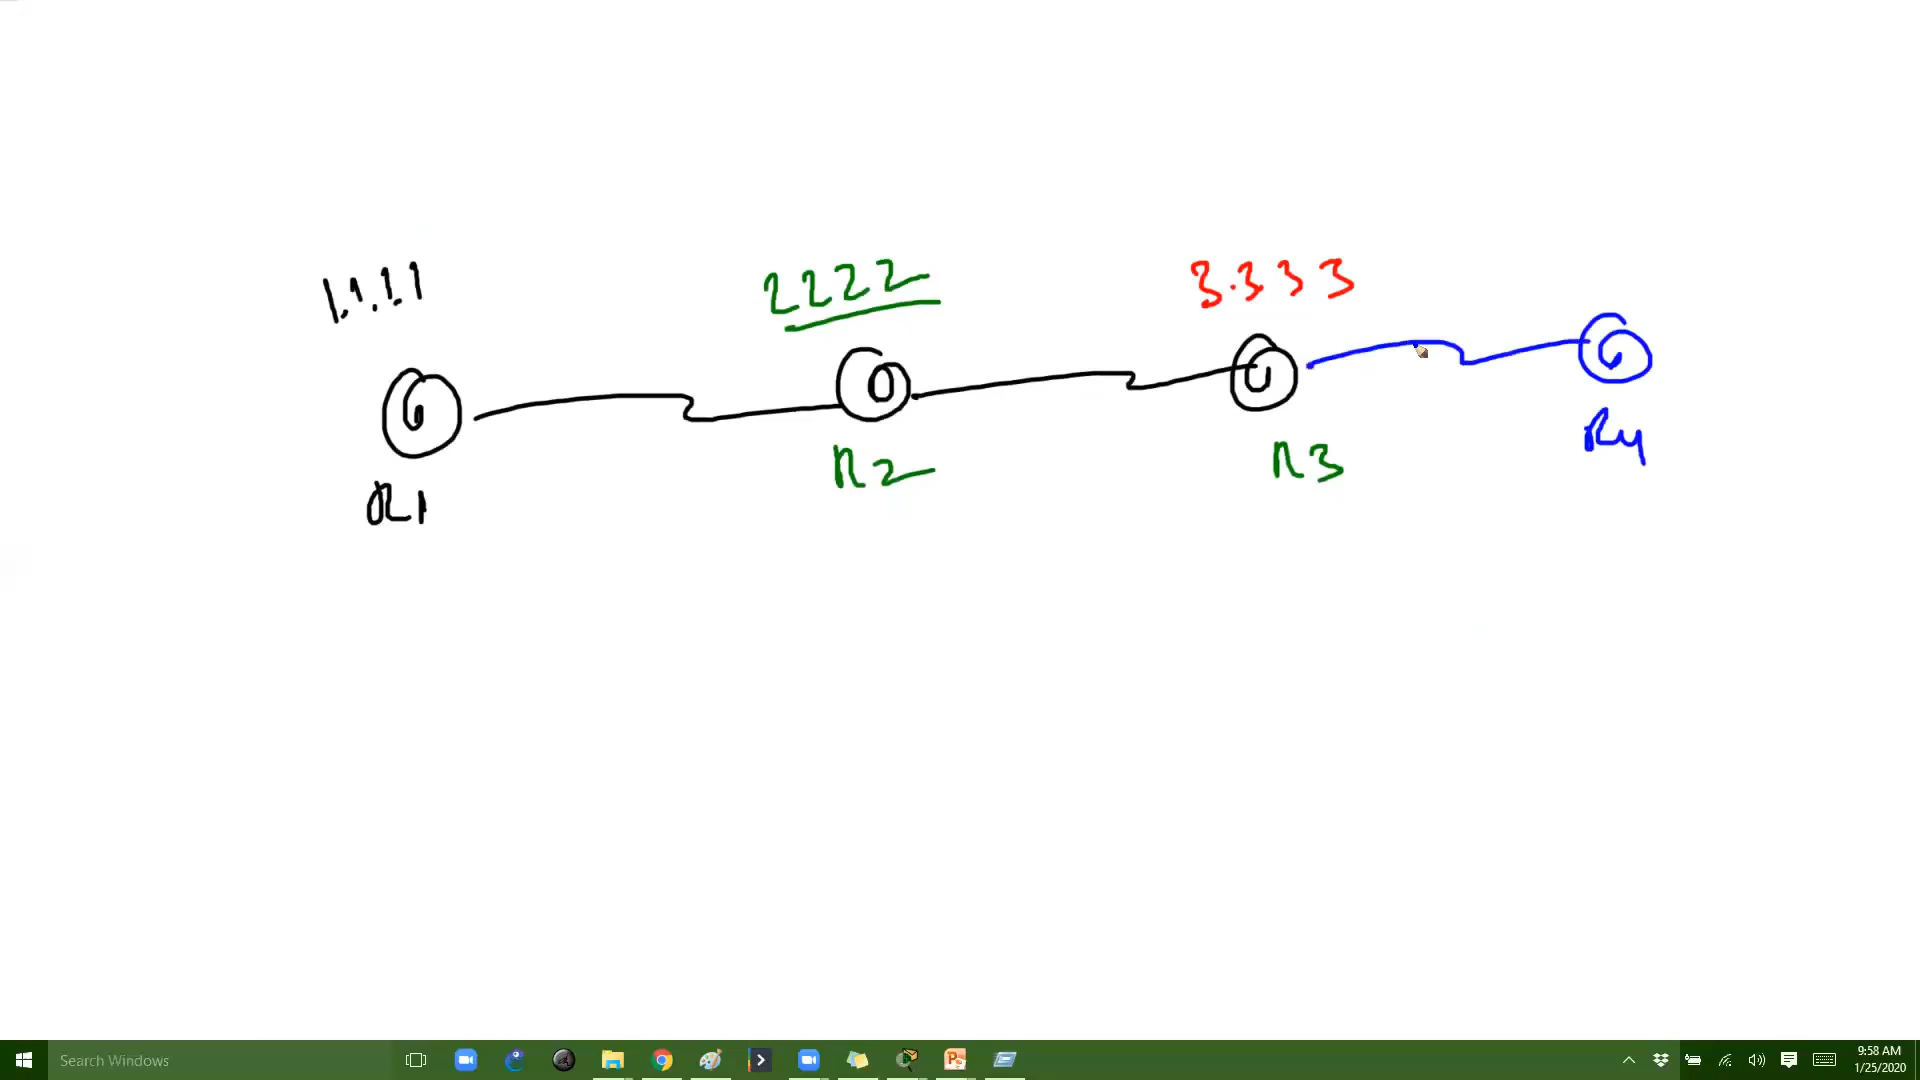 1.1.1.1
2222
3.3 3 3
R1
R2
R3
R4
Search Windows
9:58 AM
1/25/2020